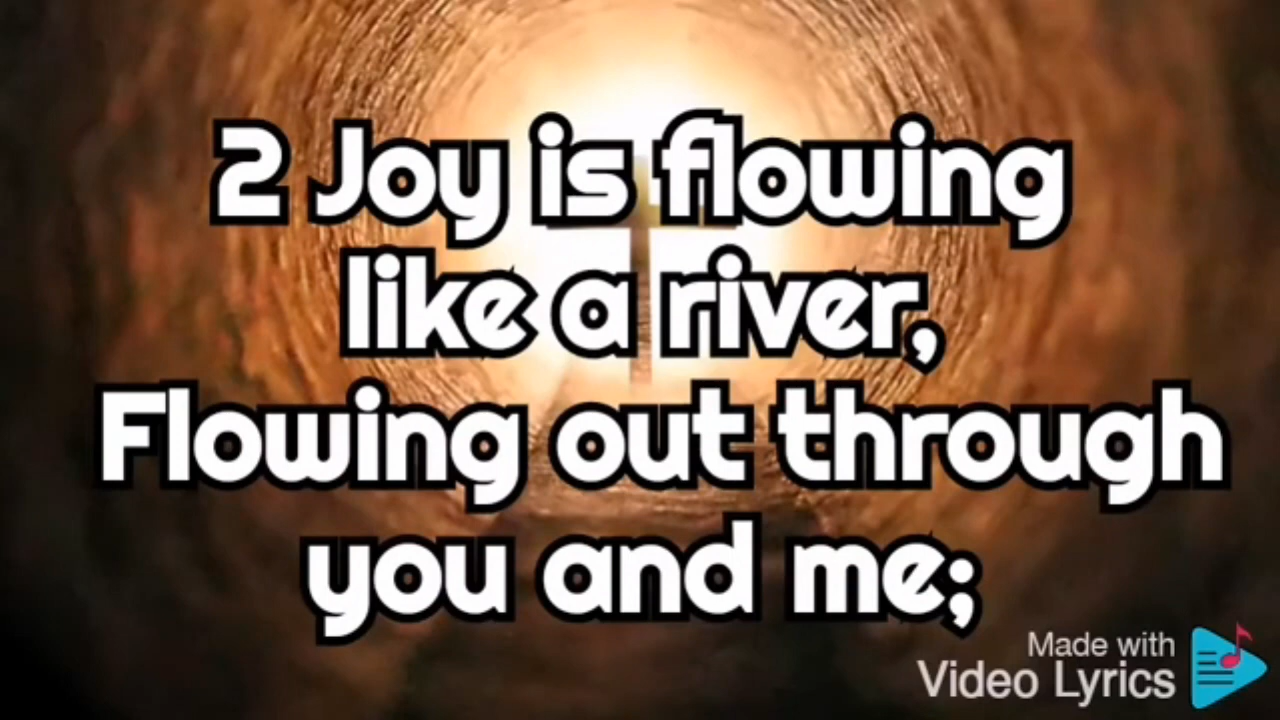 2 Joy is flowing
like a river,
Flowing out through
you and me;
Made with
Video Lyrics